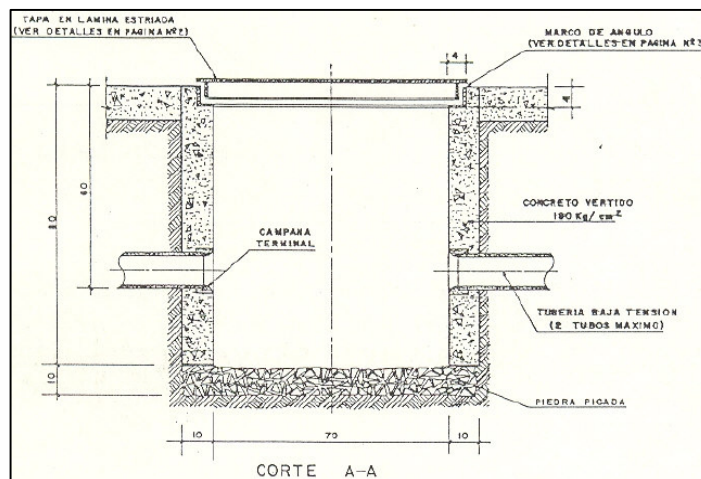 TAPA EN LAMINA ESTRIADA
(VER DETALLES EN PAGINA Nº2)
MARCO DE ANGULO
(VER DETALLES EN PAGINA Nº3)
4
4
80
60
CONCRETO VERTIDO
180 Kg/cm²
CAMPANA
TERMINAL
TUBERIA BAJA TENSION
(2 TUBOS MAXIMO)
10
PIEDRA PICADA
10
70
10
CORTE A-A